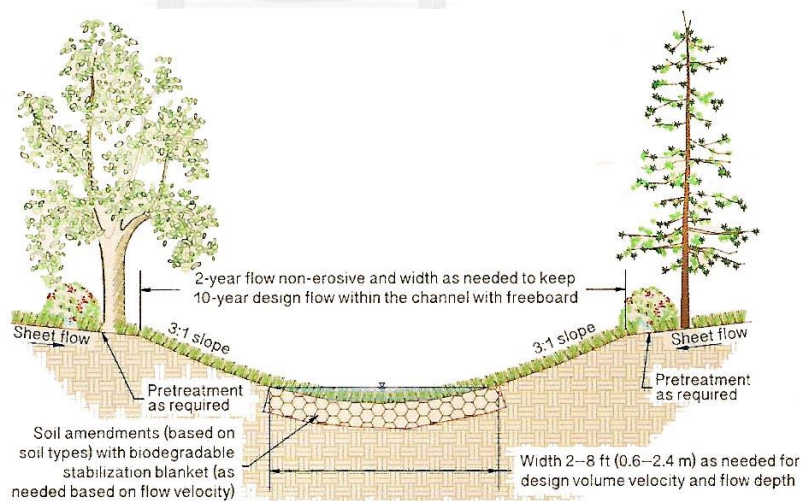 2-year flow non-erosive and width as needed to keep
10-year design flow within the channel with freeboard
Sheet flow
3:1 slope
3:1 slope
Sheet flow
Pretreatment
as required
Pretreatment
as required
Soil amendments (based on
soil types) with biodegradable
stabilization blanket (as
needed based on flow velocity)
Width 2–8 ft (0.6–2.4 m) as needed for
design volume velocity and flow depth